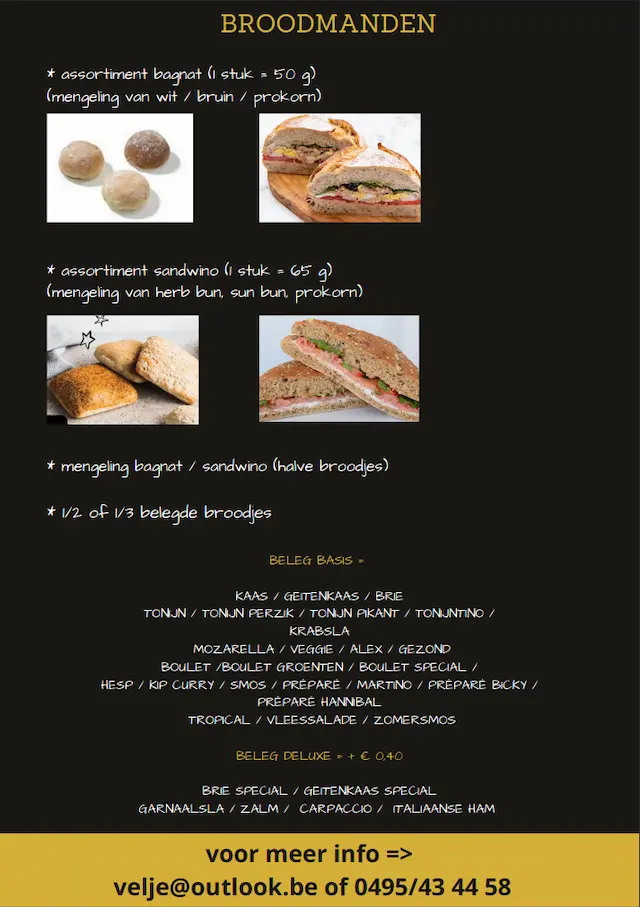 BROODMANDEN
* assortiment bagnat (1 stuk = 50 g)
(mengeling van wit / bruin / prokorn)
* assortiment sandwino (1 stuk = 65 g)
(mengeling van herb bun, sun bun, prokorn)
* mengeling bagnat / sandwino (halve broodjes)
* 1/2 of 1/3 belegde broodjes
BELEG BASIS =
KAAS / GEITENKAAS / BRIE
TONIJN / TONIJN PERZIK / TONIJN PIKANT / TONIJNTINO /
KRABSLA
MOZARELLA / VEGGIE / ALEX / GEZOND
BOULET /BOULET GROENTEN / BOULET SPECIAL /
HESP / KIP CURRY / SMOS / PRÉPARÉ / MARTINO / PRÉPARÉ BICKY /
PRÉPARÉ HANNIBAL
TROPICAL / VLEESSALADE / ZOMERSMOS
BELEG DELUXE = + € 0,40
BRIE SPECIAL / GEITENKAAS SPECIAL
GARNAALSLA / ZALM / CARPACCIO / ITALIAANSE HAM
voor meer info =>
velje@outlook.be of 0495/43 44 58